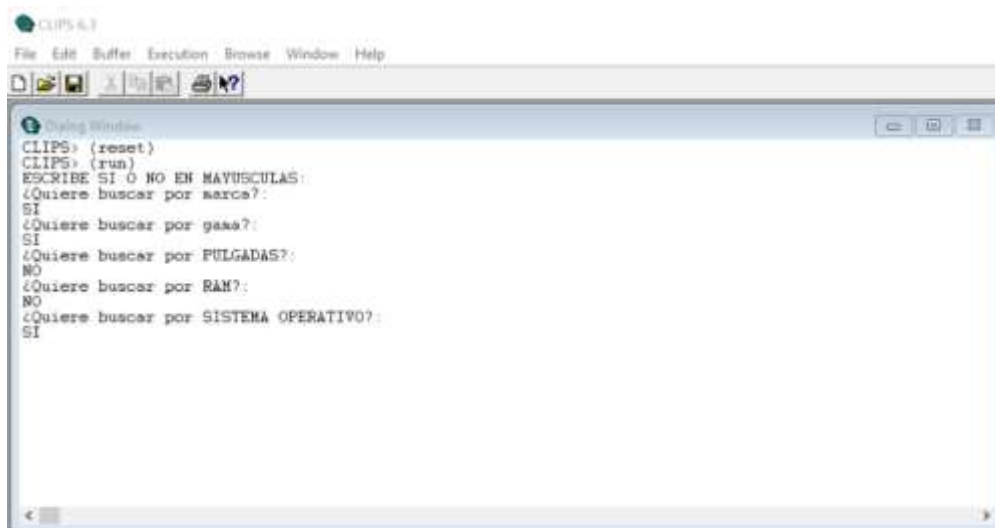 CLIPS 6.3
File Edit Buffer Execution Browse Window Help
Dialog Window
CLIPS> (reset)
CLIPS> (run)
ESCRIBE SI O NO EN MAYUSCULAS:
¿Quiere buscar por marca?:
SI
¿Quiere buscar por gama?:
SI
¿Quiere buscar por PULGADAS?:
NO
¿Quiere buscar por RAM?:
NO
¿Quiere buscar por SISTEMA OPERATIVO?:
SI